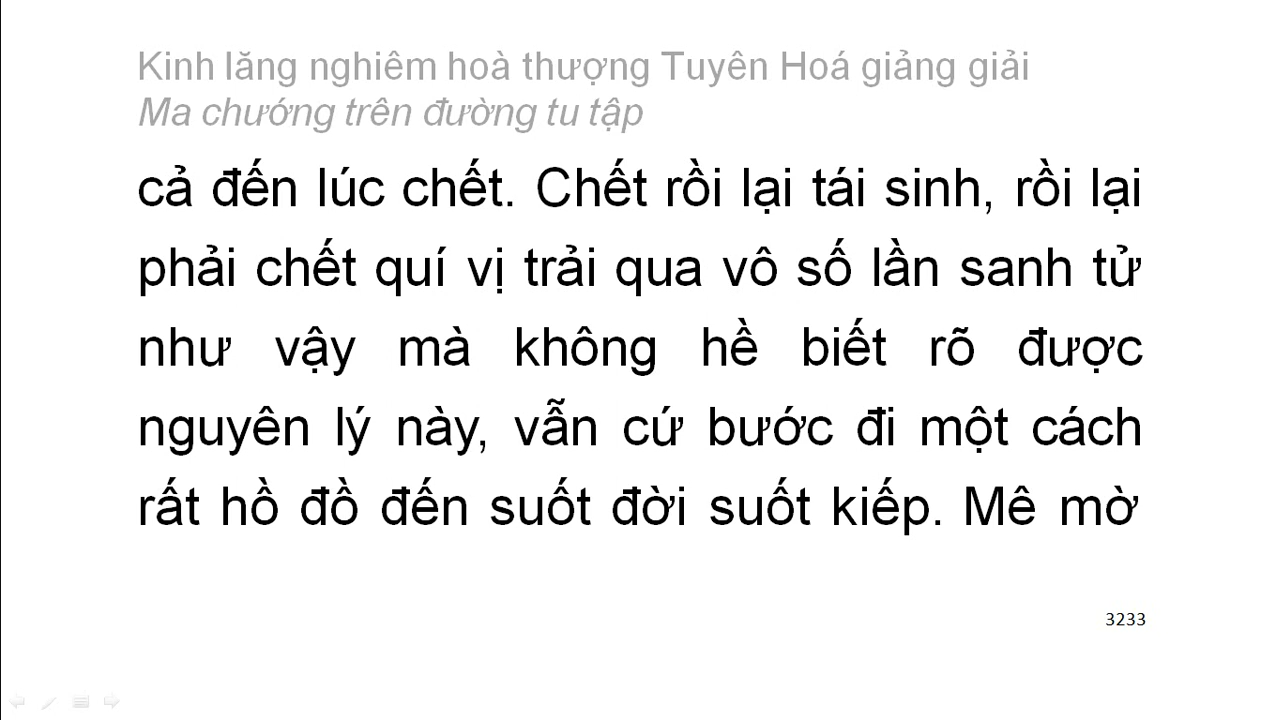 Kinh lăng nghiêm hoà thượng Tuyên Hoá giảng giải
Ma chướng trên đường tu tập
cả đến lúc chết. Chết rồi lại tái sinh, rồi lại
phải chết quí vị trải qua vô số lần sanh tử
như vậy mà không hề biết rõ được
nguyên lý này, vẫn cứ bước đi một cách
rất hồ đồ đến suốt đời suốt kiếp. Mê mờ
3233